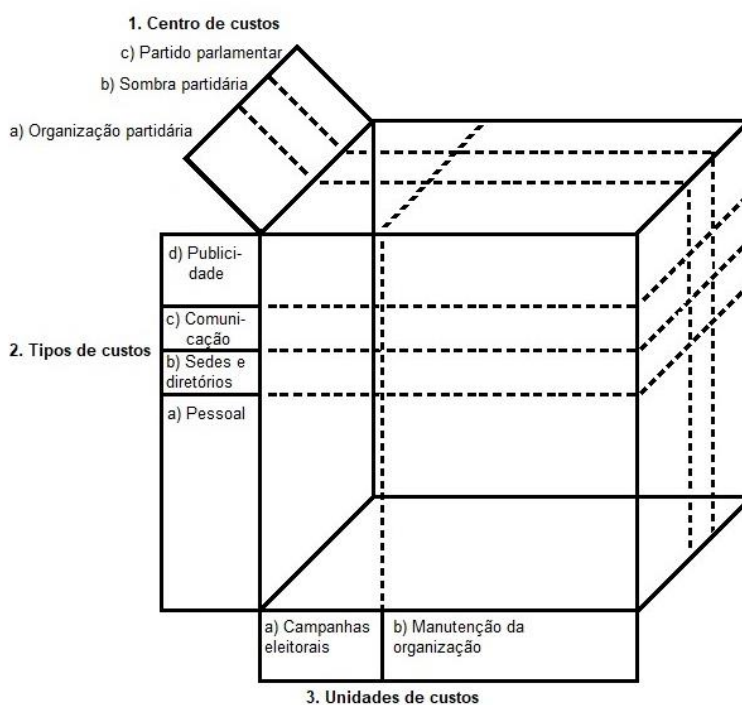 1. Centro de custos
c) Partido parlamentar
b) Sombra partidária
a) Organização partidária
d) Publici-
dade
c) Comuni-
cação
2. Tipos de custos
b) Sedes e
diretórios
a) Pessoal
a) Campanhas
eleitorais
b) Manutenção da
organização
3. Unidades de custos